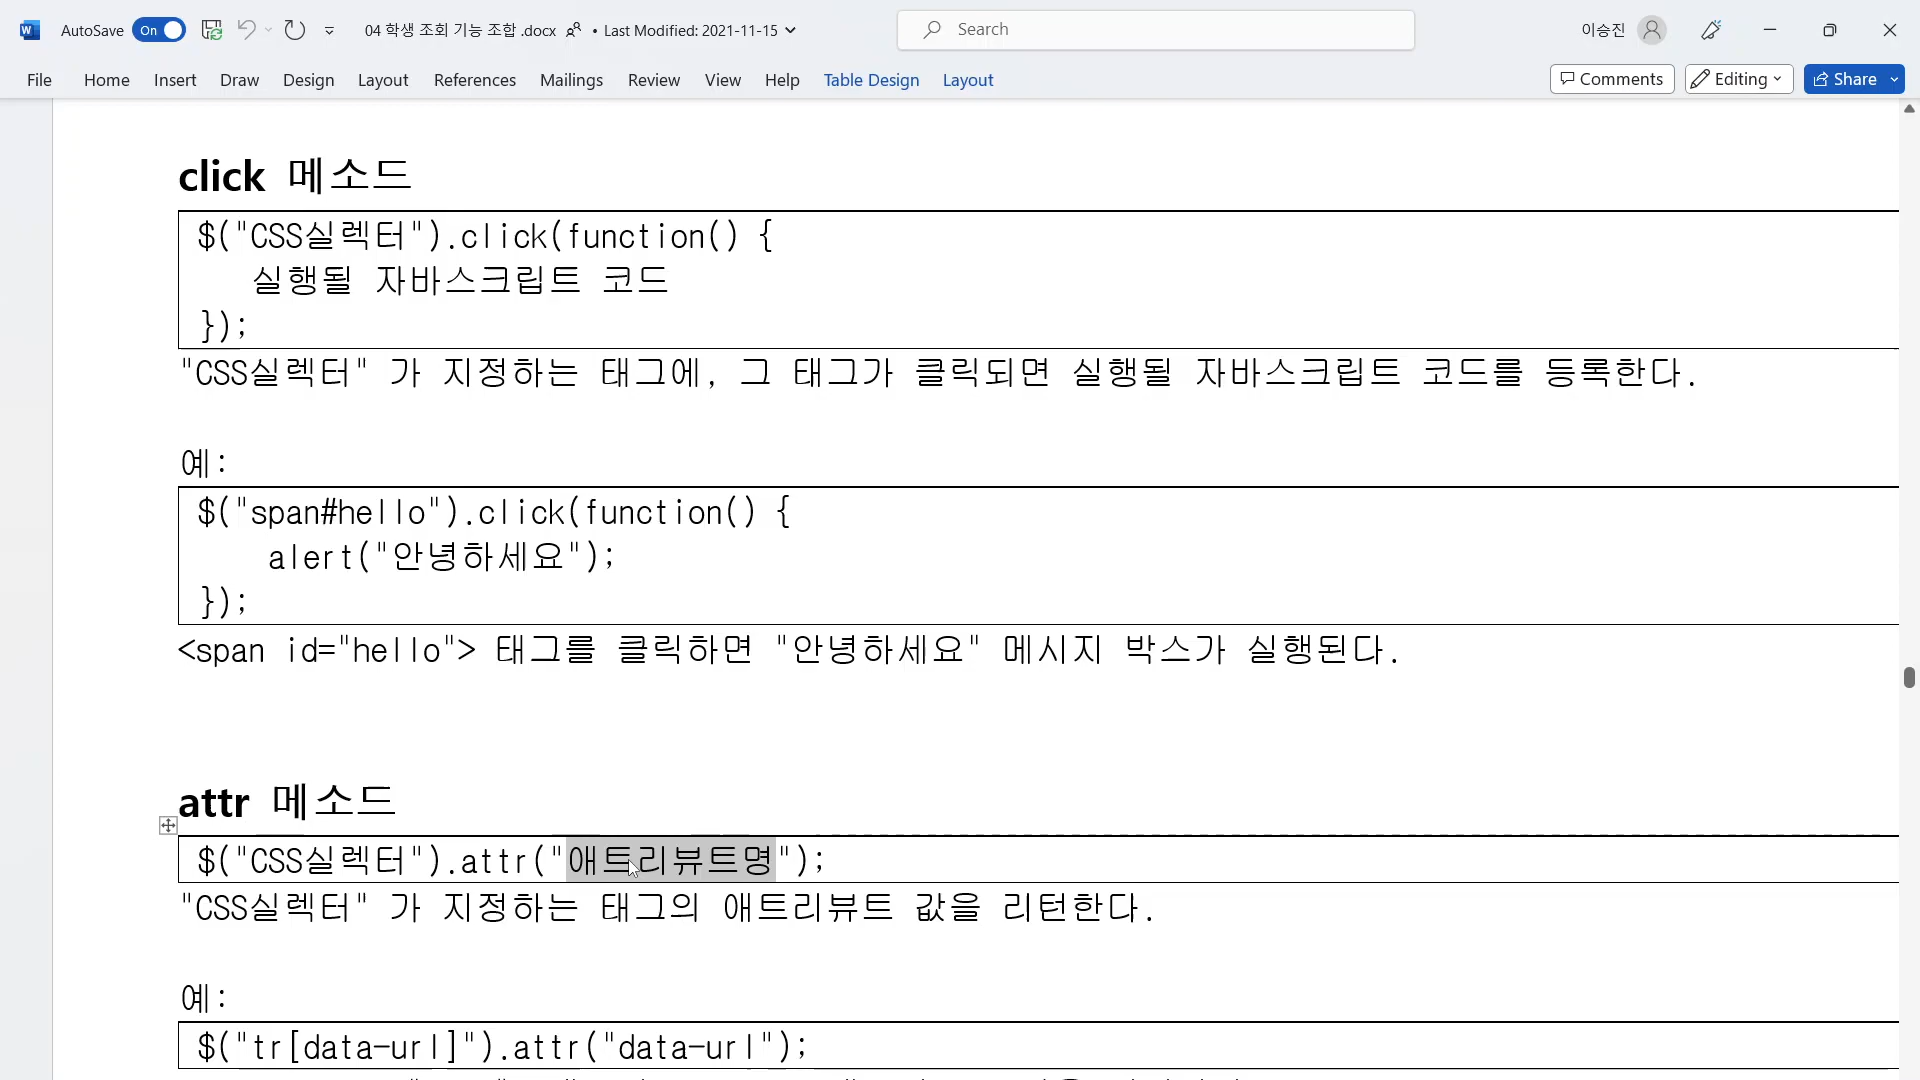 AutoSave On 04 학생 조회 기능 조합.docx • Last Modified: 2021-11-15 Search 이승진
File Home Insert Draw Design Layout References Mailings Review View Help Table Design Layout Comments Editing Share
click 메소드
$("CSS실렉터").click(function() {
실행될 자바스크립트 코드
});
"CSS실렉터" 가 지정하는 태그에, 그 태그가 클릭되면 실행될 자바스크립트 코드를 등록한다.
예:
$("span#hello").click(function() {
alert("안녕하세요");
});
<span id="hello"> 태그를 클릭하면 "안녕하세요" 메시지 박스가 실행된다.
attr 메소드
$("CSS실렉터").attr("애트리뷰트명");
"CSS실렉터" 가 지정하는 태그의 애트리뷰트 값을 리턴한다.
예:
$("tr[data-url]").attr("data-url");